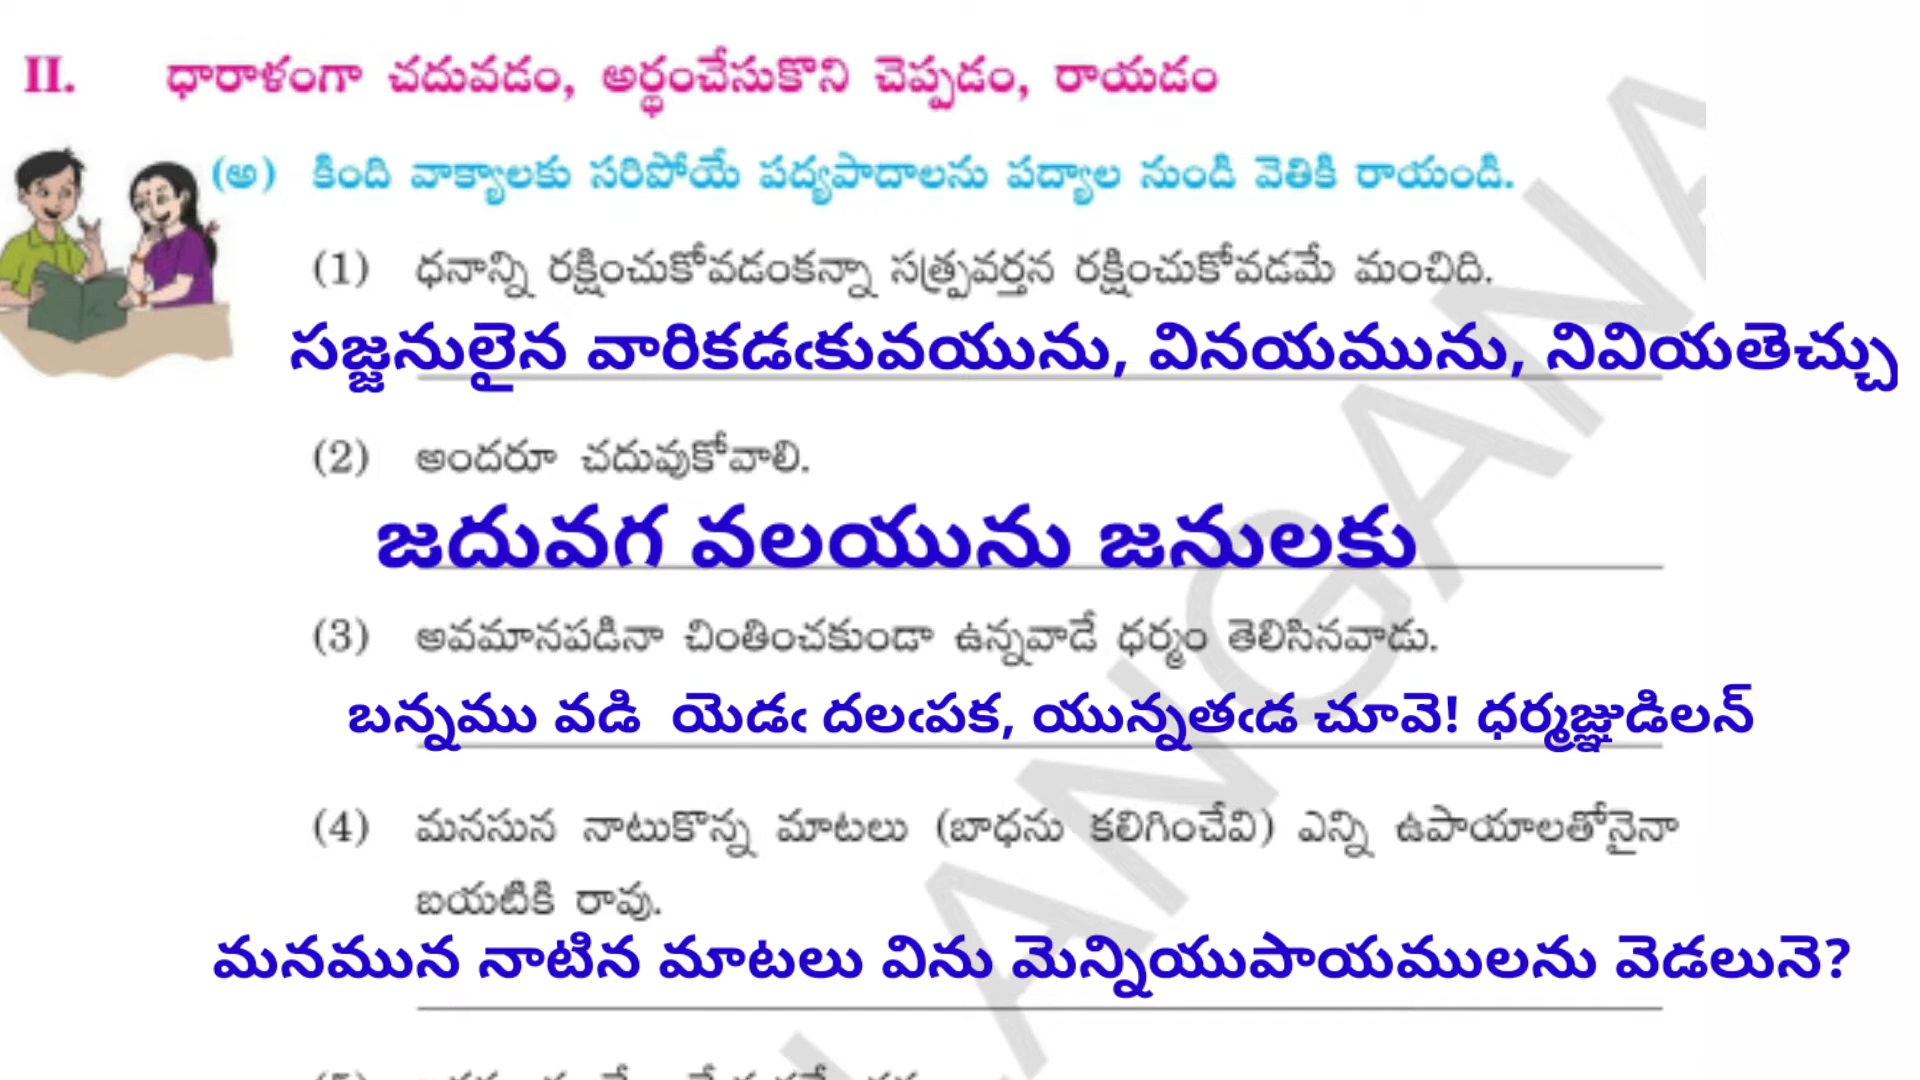 II. ధారాళంగా చదువడం, అర్థంచేసుకొని చెప్పడం, రాయడం
(అ) కింది వాక్యాలకు సరిపోయే పద్యపాదాలను పద్యాల నుండి వెతికి రాయండి.
(1) ధనాన్ని రక్షించుకోవడంకన్నా సత్ప్రవర్తన రక్షించుకోవడమే మంచిది.
సజ్జనులైన వారికడఁకువయును, వినయమును, నివియతెచ్చు
(2) అందరూ చదువుకోవాలి.
జదువగ వలయును జనులకు
(3) అవమానపడినా చింతించకుండా ఉన్నవాడే ధర్మం తెలిసినవాడు.
బన్నము వడి యెడఁ దలఁపక, యున్నతఁడ చూవె! ధర్మజ్ఞుడిలన్
(4) మనసున నాటుకొన్న మాటలు (బాధను కలిగించేవి) ఎన్ని ఉపాయాలతోనైనా
బయటికి రావు.
మనమున నాటిన మాటలు విను మెన్నియుపాయములను వెడలునె?
LANGANA